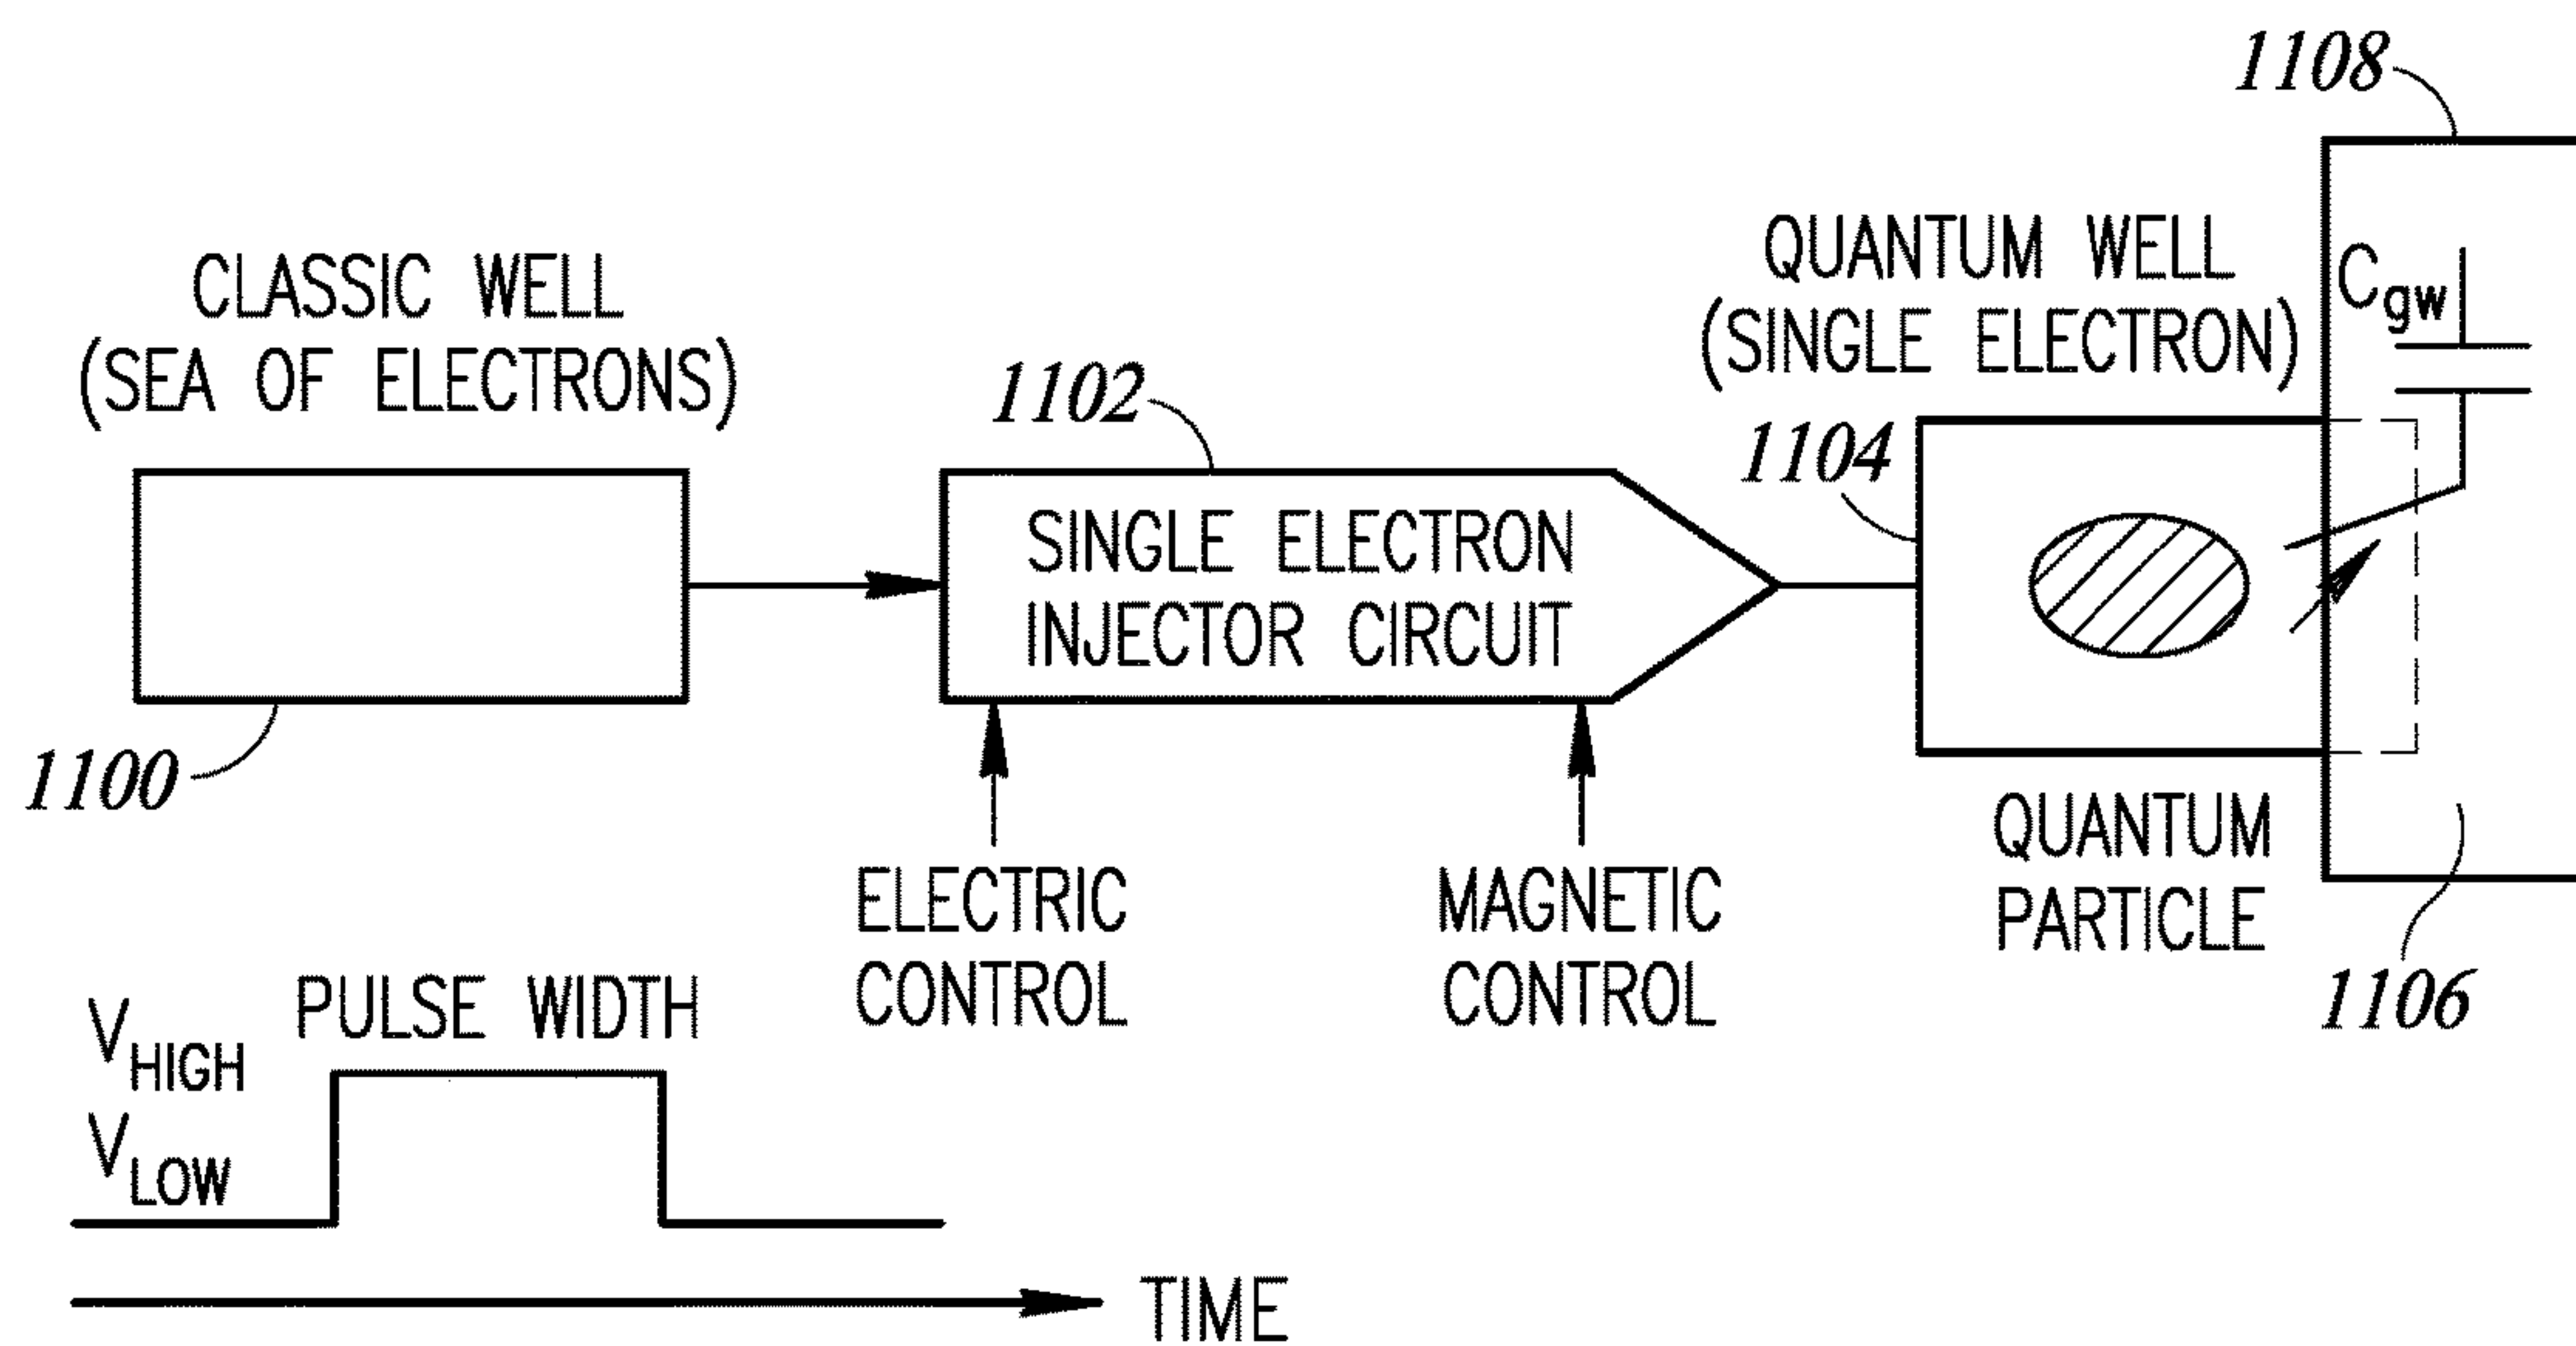 1108
CLASSIC WELL
(SEA OF ELECTRONS)
QUANTUM WELL
(SINGLE ELECTRON)
Cgw
1102
1104
SINGLE ELECTRON
INJECTOR CIRCUIT
1100
ELECTRIC
CONTROL
MAGNETIC
CONTROL
QUANTUM
PARTICLE
1106
PULSE WIDTH
VHIGH
VLOW
TIME